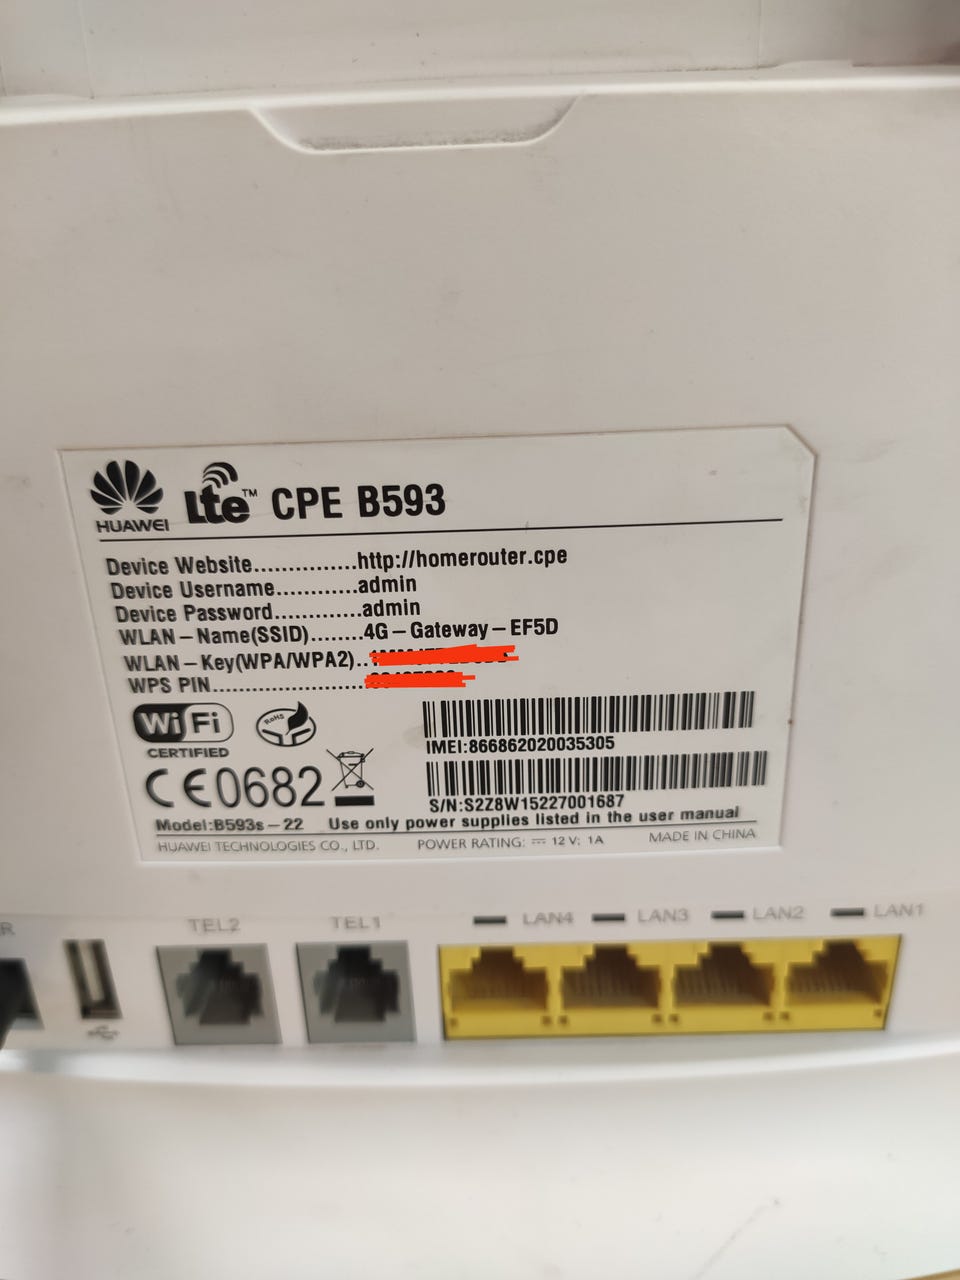 HUAWEI
LTE™ CPE B593
Device Website...............http://homerouter.cpe
Device Username............admin
Device Password.............admin
WLAN-Name(SSID)........4G-Gateway-EF5D
WLAN-Key(WPA/WPA2)..
WPS PIN......................
Wi Fi
CERTIFIED
RoHS
IMEI:866862020035305
CE0682
S/N:S2Z8W15227001687
Model:B593s-22 Use only power supplies listed in the user manual
HUAWEI TECHNOLOGIES CO., LTD. POWER RATING: ⎓ 12V; 1A MADE IN CHINA
R TEL2 TEL1 LAN4 LAN3 LAN2 LAN1